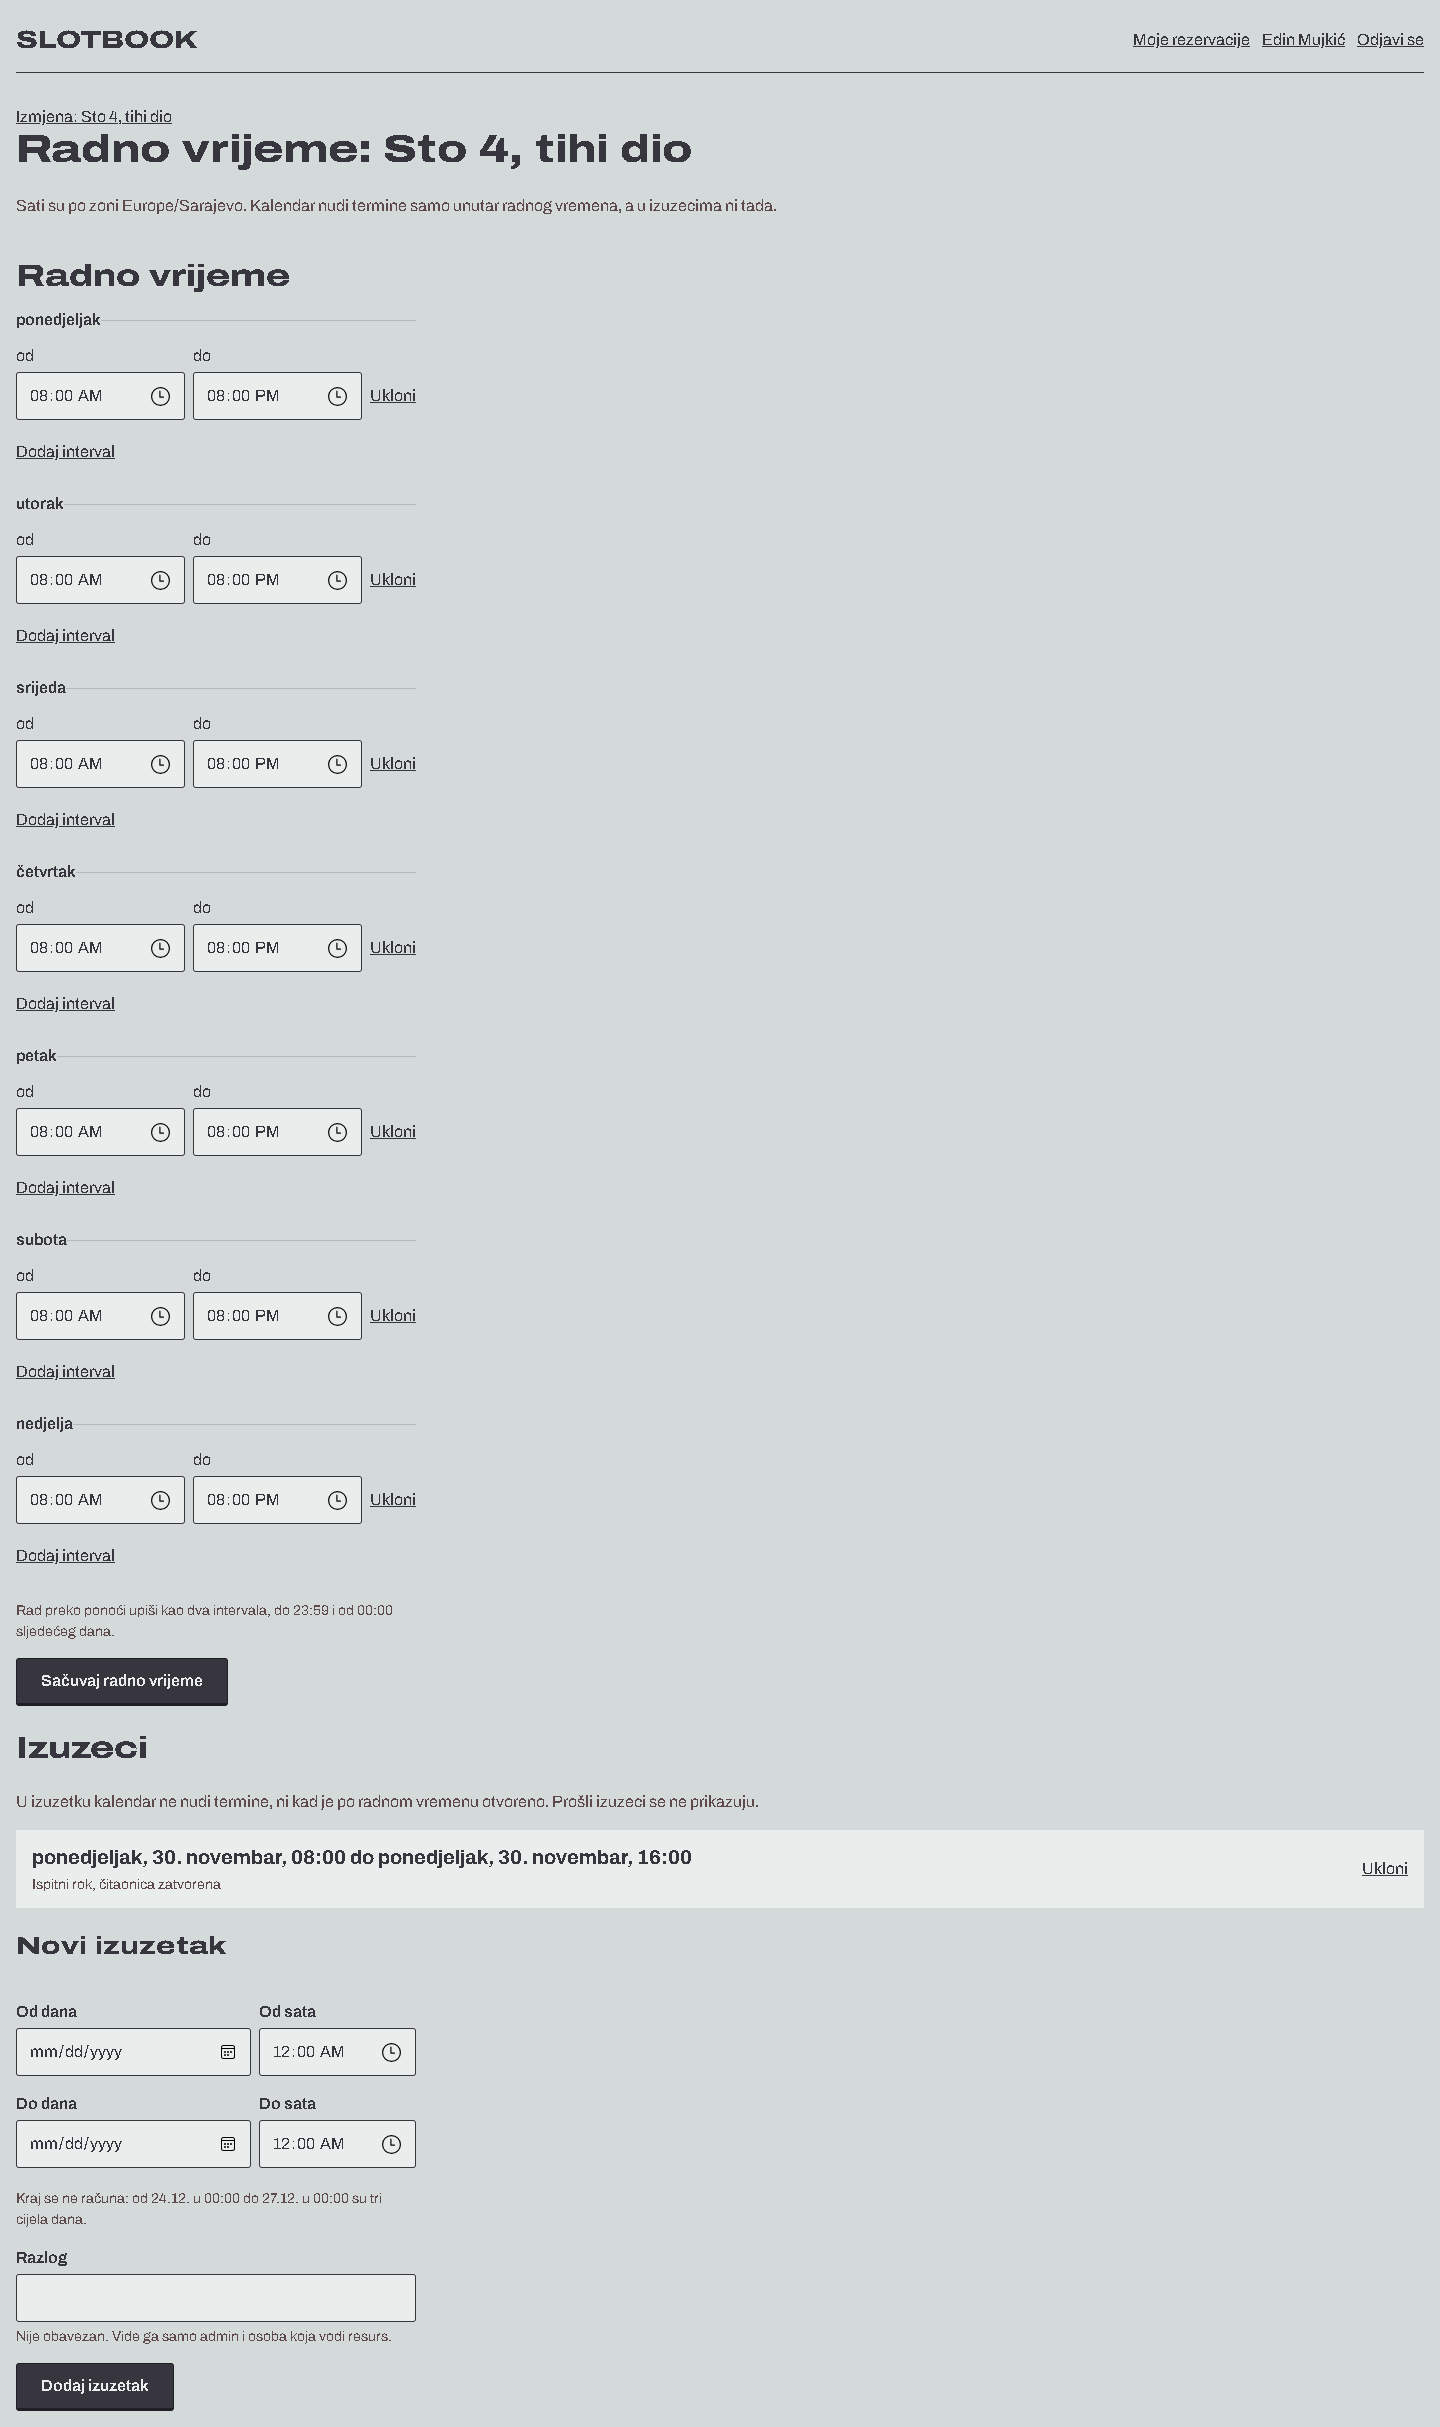 SLOTBOOK
Moje rezervacije Edin Mujkić Odjavi se
Izmjena: Sto 4, tihi dio
Radno vrijeme: Sto 4, tihi dio
Sati su po zoni Europe/Sarajevo. Kalendar nudi termine samo unutar radnog vremena, a u izuzecima ni tada.
Radno vrijeme
ponedjeljak
od do
08:00 AM 08:00 PM Ukloni
Dodaj interval
utorak
od do
08:00 AM 08:00 PM Ukloni
Dodaj interval
srijeda
od do
08:00 AM 08:00 PM Ukloni
Dodaj interval
četvrtak
od do
08:00 AM 08:00 PM Ukloni
Dodaj interval
petak
od do
08:00 AM 08:00 PM Ukloni
Dodaj interval
subota
od do
08:00 AM 08:00 PM Ukloni
Dodaj interval
nedjelja
od do
08:00 AM 08:00 PM Ukloni
Dodaj interval
Rad preko ponoći upiši kao dva intervala, do 23:59 i od 00:00
sljedećeg dana.
Sačuvaj radno vrijeme
Izuzeci
U izuzetku kalendar ne nudi termine, ni kad je po radnom vremenu otvoreno. Prošli izuzeci se ne prikazuju.
ponedjeljak, 30. novembar, 08:00 do ponedjeljak, 30. novembar, 16:00
Ispitni rok, čitaonica zatvorena
Ukloni
Novi izuzetak
Od dana Od sata
mm/dd/yyyy 12:00 AM
Do dana Do sata
mm/dd/yyyy 12:00 AM
Kraj se ne računa: od 24.12. u 00:00 do 27.12. u 00:00 su tri
cijela dana.
Razlog
Nije obavezan. Vide ga samo admin i osoba koja vodi resurs.
Dodaj izuzetak